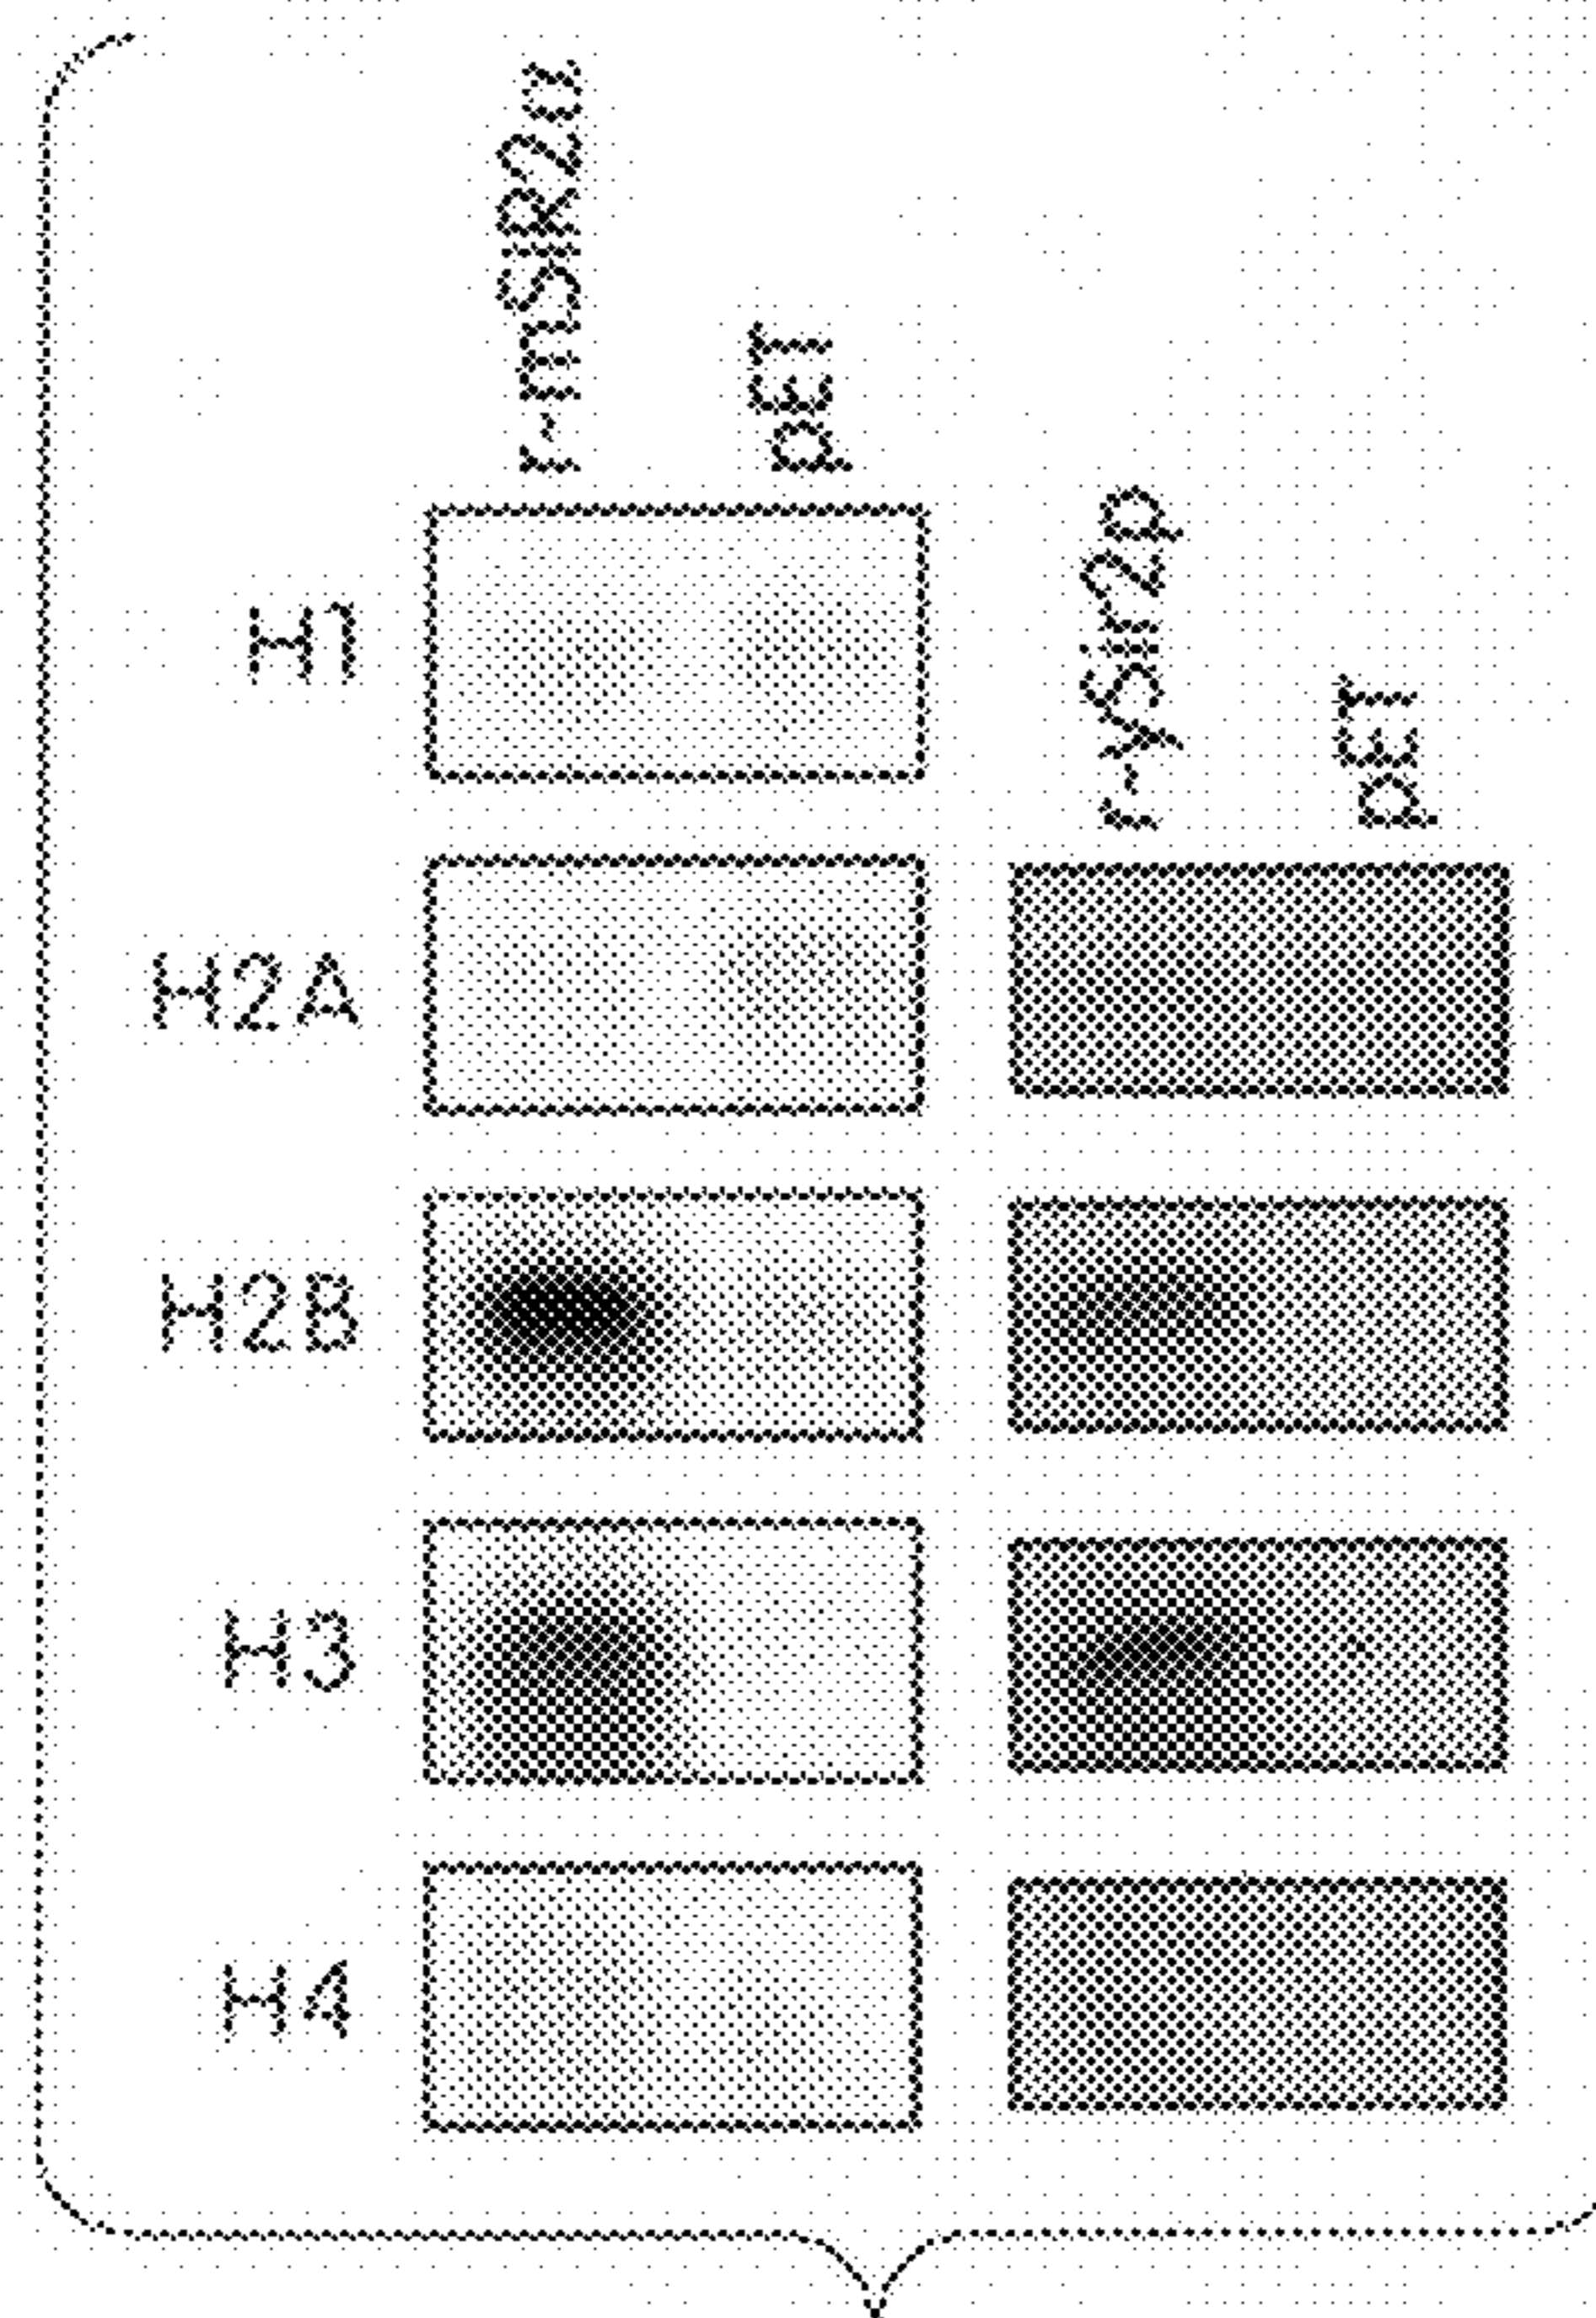 r-mSIR2α
pET
r-ySir2p
pET
H1
H2A
H2B
H3
H4